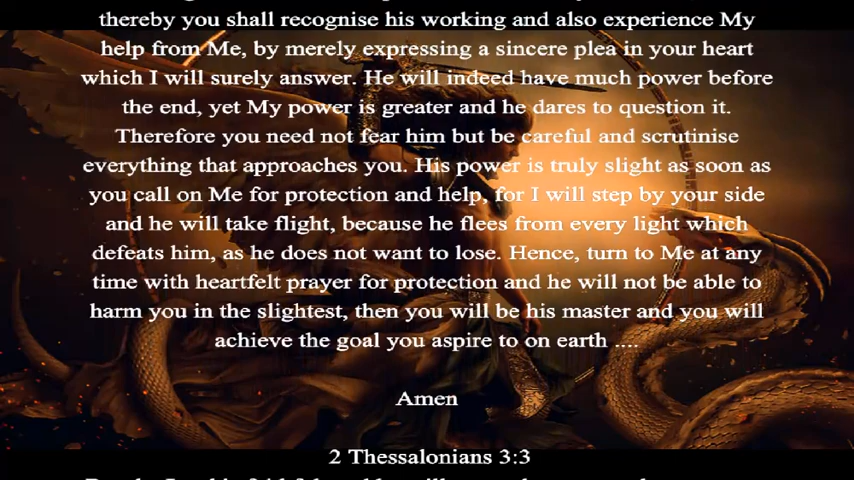 thereby you shall recognise his working and also experience My
help from Me, by merely expressing a sincere plea in your heart
which I will surely answer. He will indeed have much power before
the end, yet My power is greater and he dares to question it.
Therefore you need not fear him but be careful and scrutinise
everything that approaches you. His power is truly slight as soon as
you call on Me for protection and help, for I will step by your side
and he will take flight, because he flees from every light which
defeats him, as he does not want to lose. Hence, turn to Me at any
time with heartfelt prayer for protection and he will not be able to
harm you in the slightest, then you will be his master and you will
achieve the goal you aspire to on earth ....
Amen
2 Thessalonians 3:3